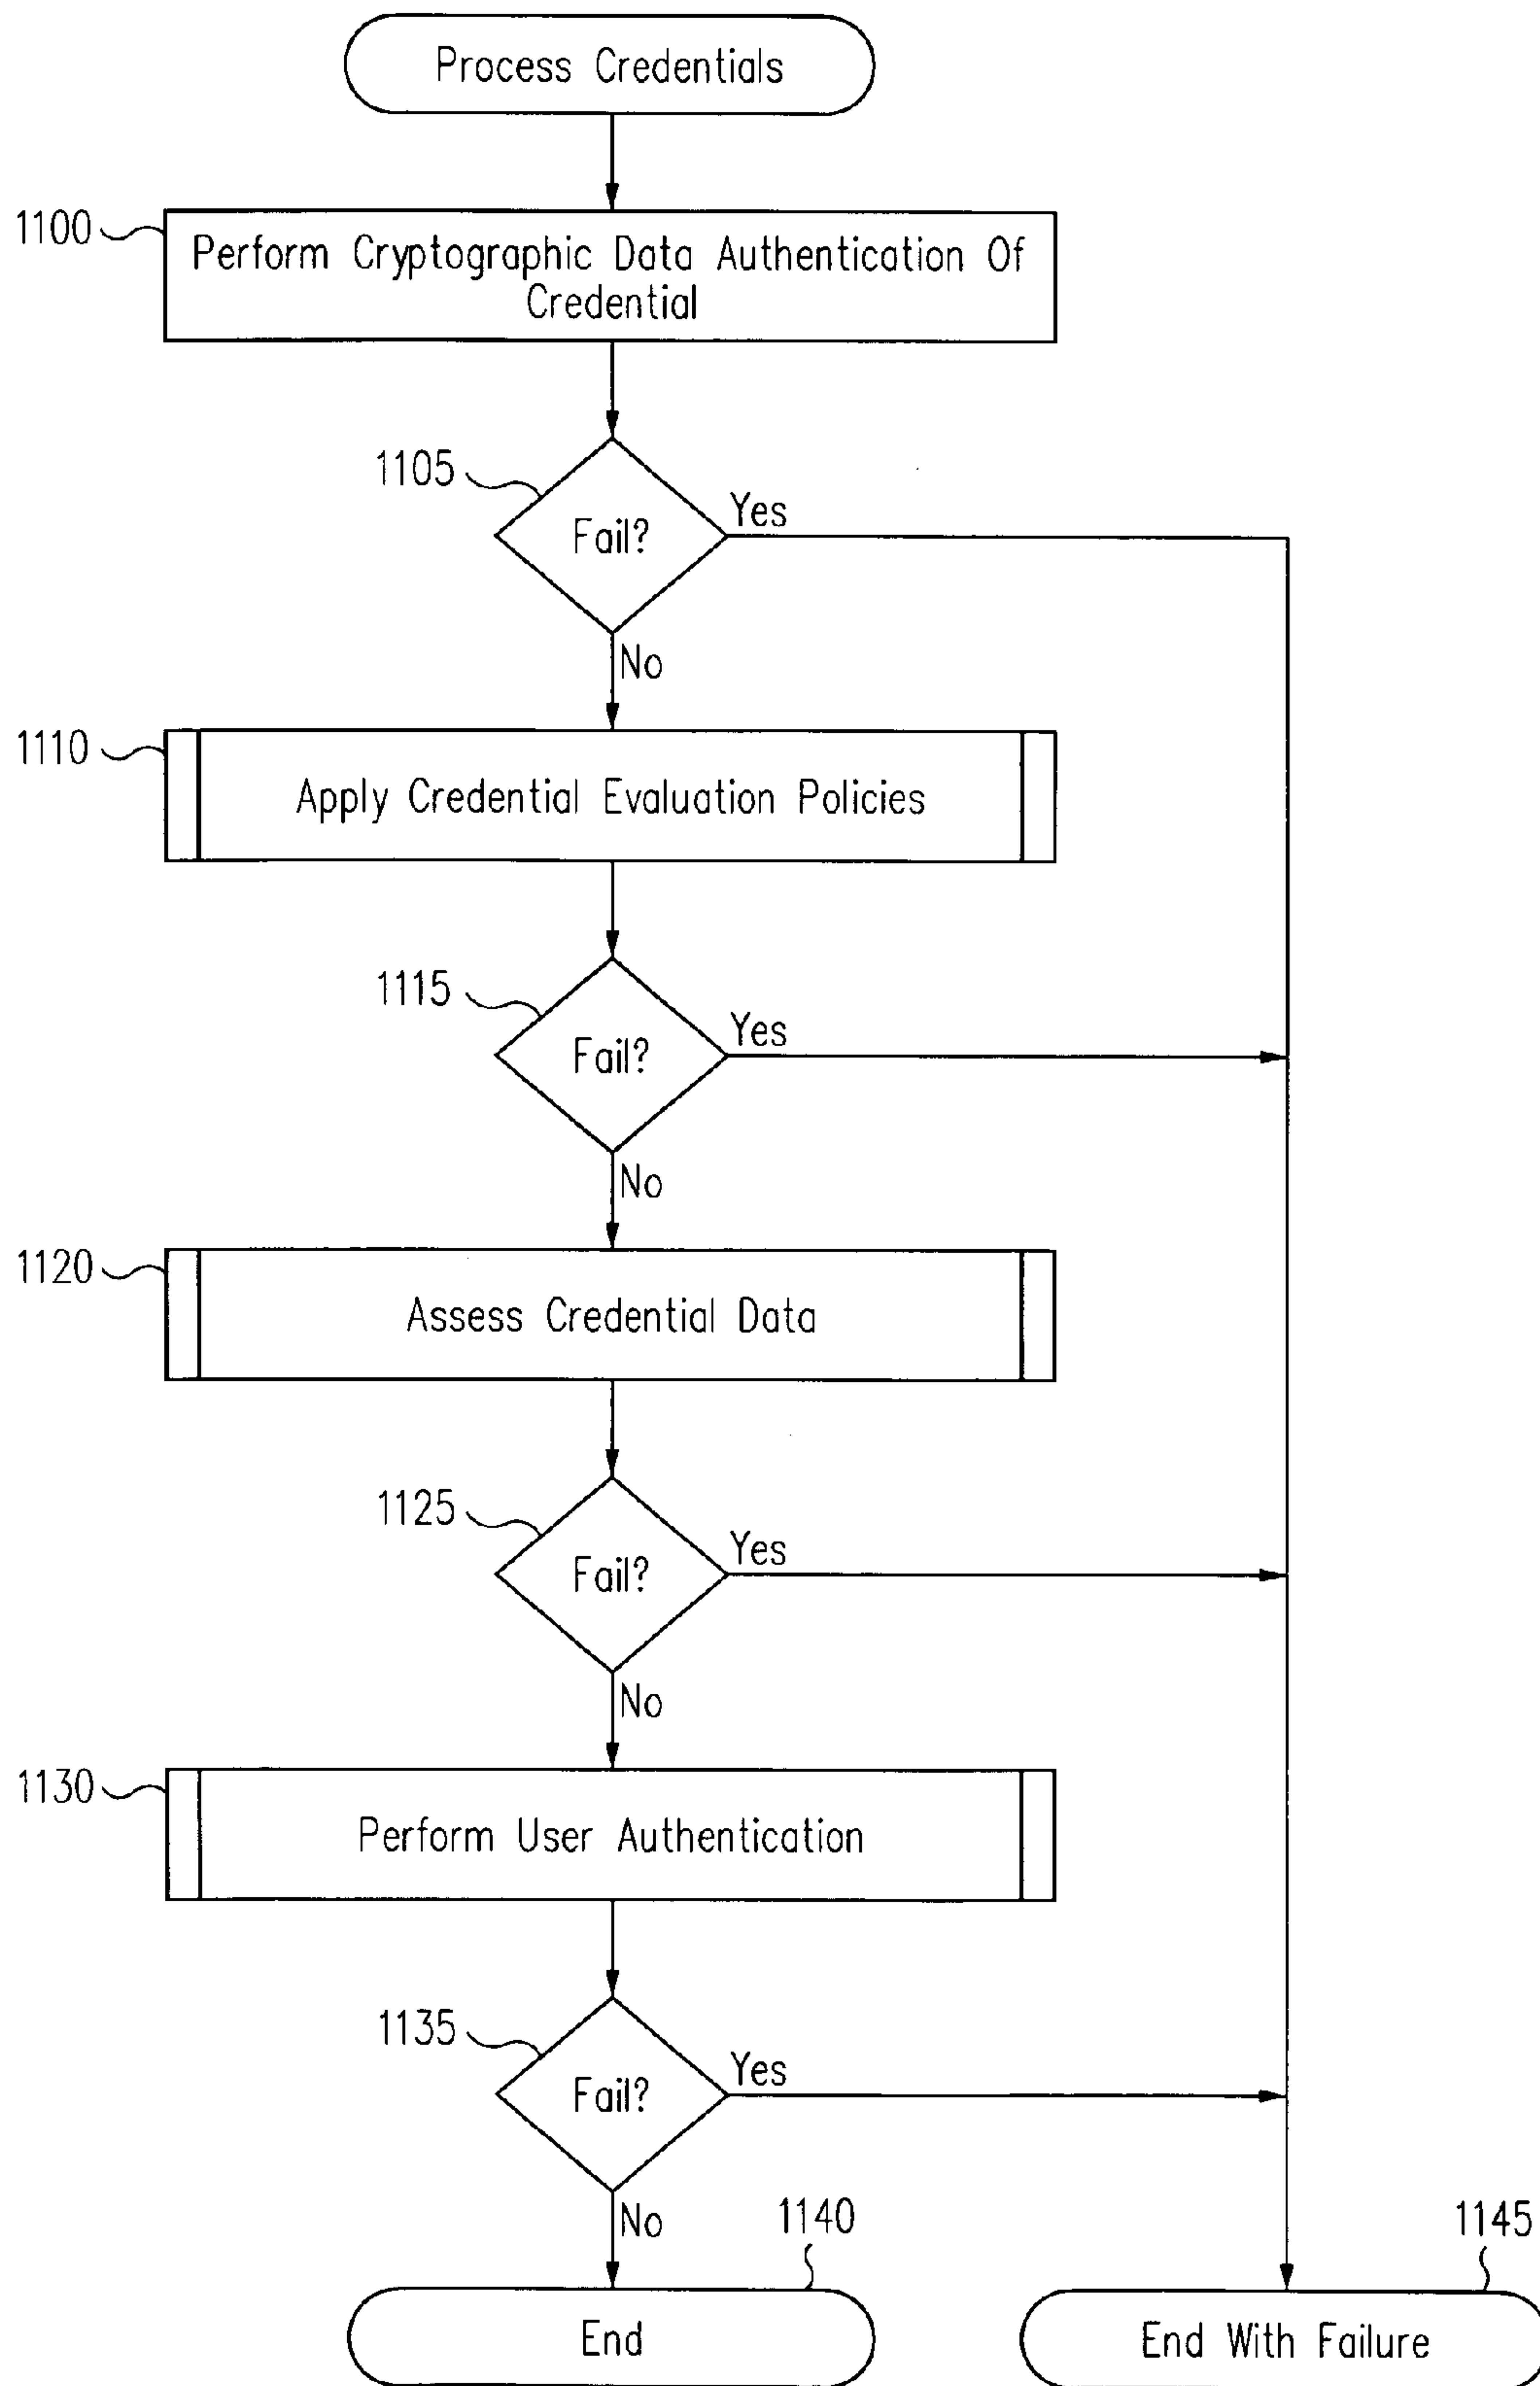 Process Credentials
1100
Perform Cryptographic Data Authentication Of
Credential
1105
Fail?
Yes
No
1110
Apply Credential Evaluation Policies
1115
Fail?
Yes
No
1120
Assess Credential Data
1125
Fail?
Yes
No
1130
Perform User Authentication
1135
Fail?
Yes
No
1140
1145
End
End With Failure